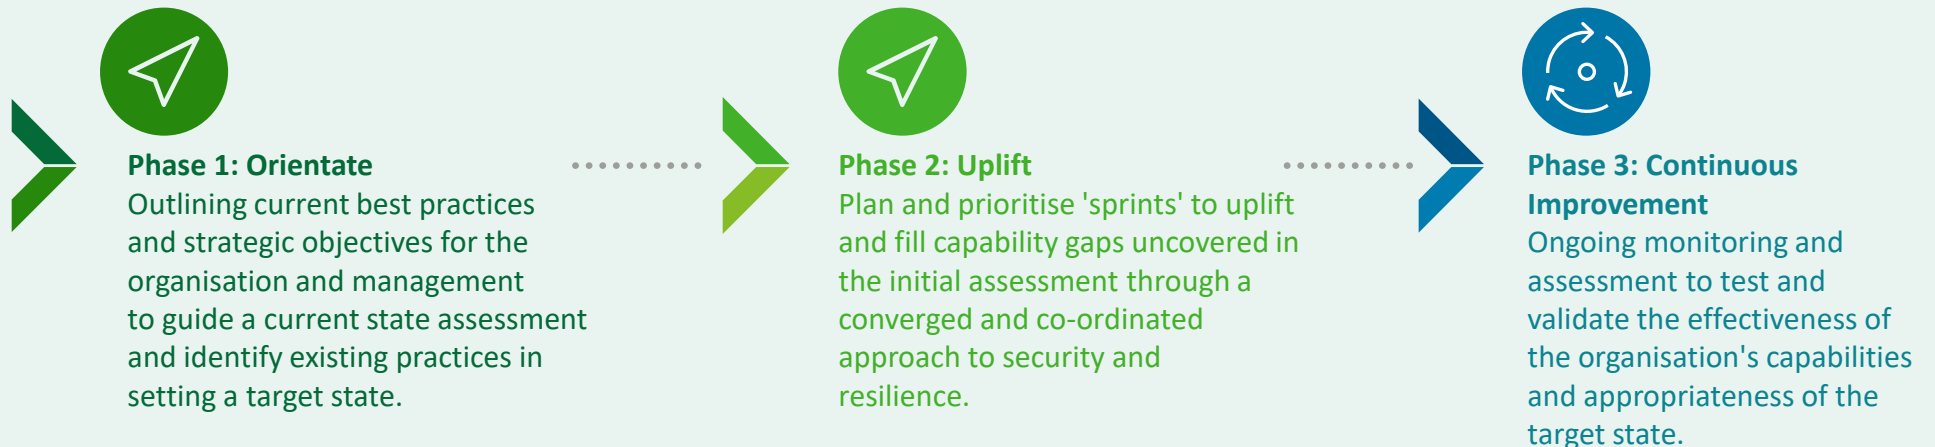 Phase 1: Orientate
Outlining current best practices
and strategic objectives for the
organisation and management
to guide a current state assessment
and identify existing practices in
setting a target state.
Phase 2: Uplift
Plan and prioritise 'sprints' to uplift
and fill capability gaps uncovered in
the initial assessment through a
converged and co-ordinated
approach to security and
resilience.
Phase 3: Continuous
Improvement
Ongoing monitoring and
assessment to test and
validate the effectiveness of
the organisation's capabilities
and appropriateness of the
target state.